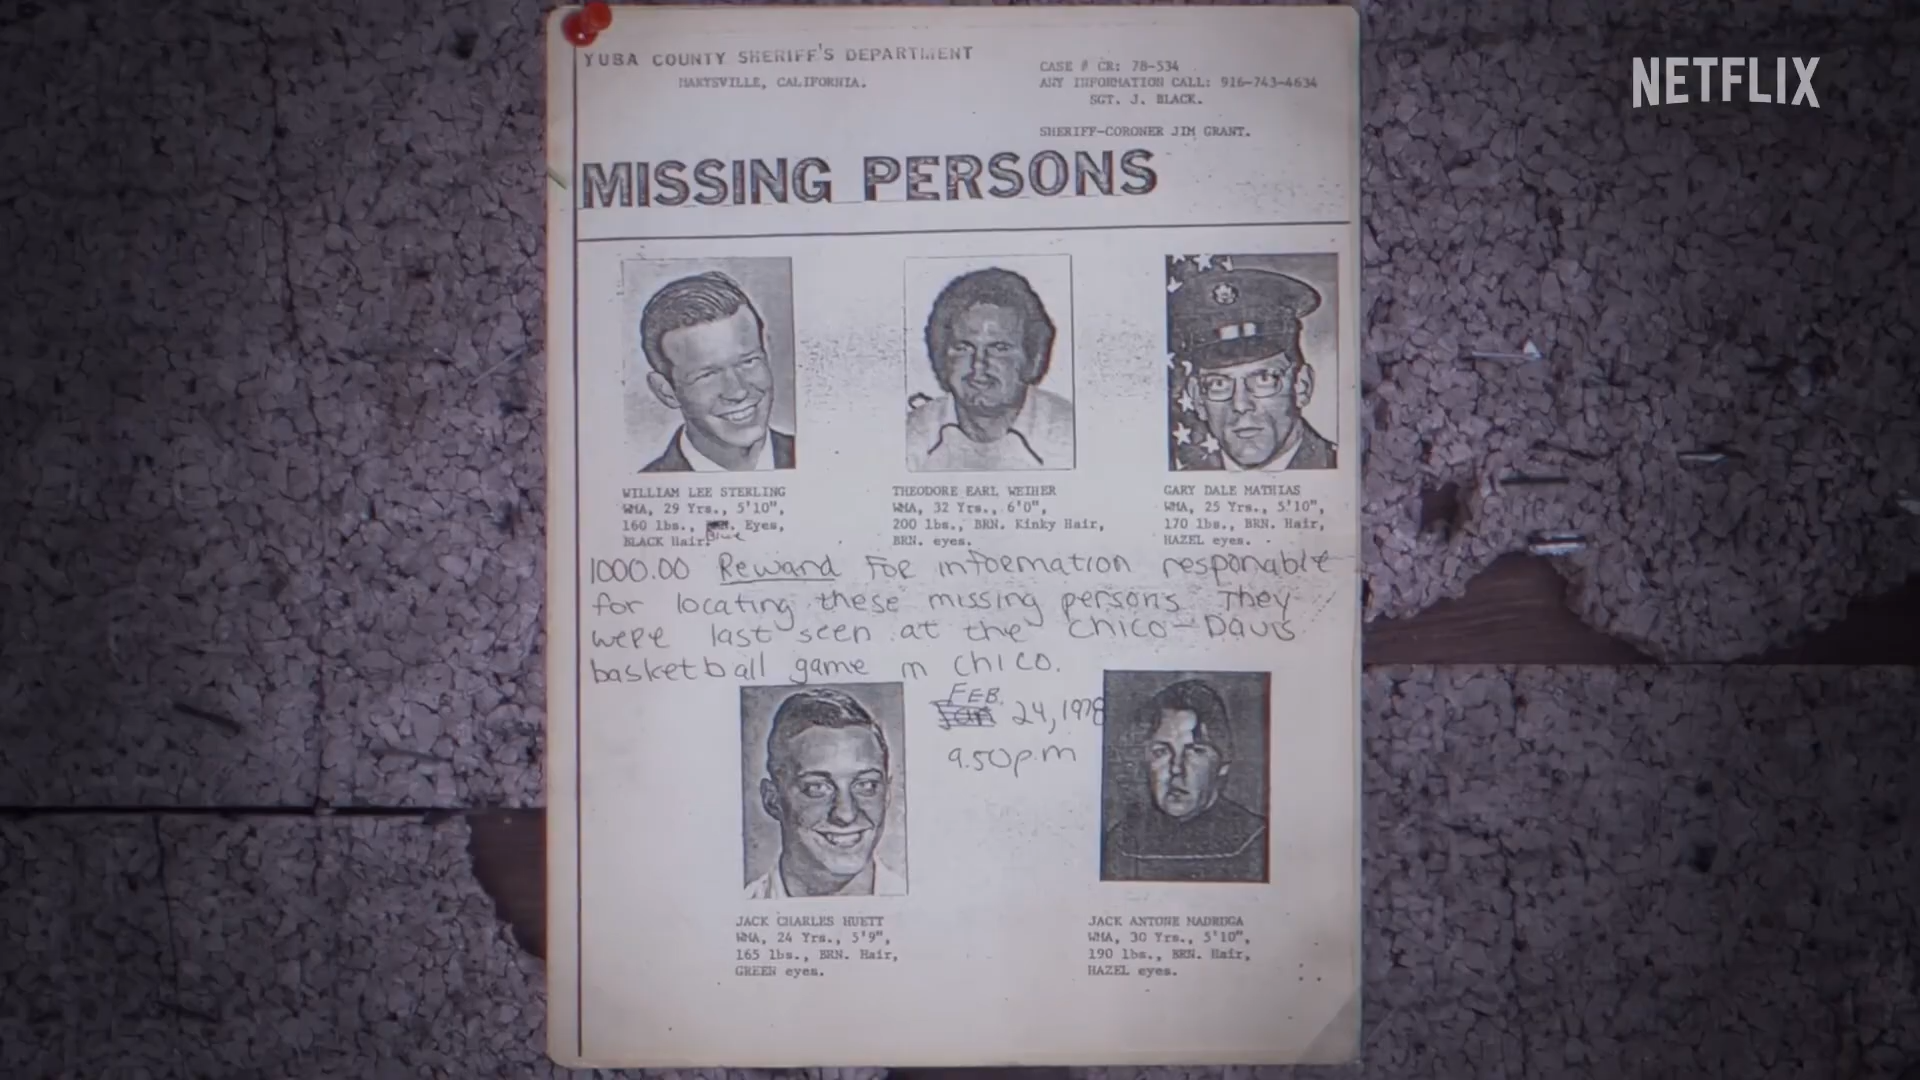 YUBA COUNTY SHERIFF'S DEPARTMENT
MARYSVILLE, CALIFORNIA.
CASE # CR: 78-534
ANY INFORMATION CALL: 916-743-4634
SGT. J. BLACK.
SHERIFF-CORONER JIM GRANT.
NETFLIX
MISSING PERSONS
WILLIAM LEE STERLING
WMA, 29 Yrs., 5'10",
160 lbs., Eyes,
BLACK Hair. Blue
THEODORE EARL WEIHER
WMA, 32 Yrs., 6'0",
200 lbs., BRN. Kinky Hair,
BRN. eyes.
GARY DALE MATHIAS
WMA, 25 Yrs., 5'10",
170 lbs., BRN. Hair,
HAZEL eyes.
1000.00 Reward For information responable
for locating these missing persons They
were last seen at the Chico-Davis
basketball game in Chico.
FEB.
24, 1978
9:50 p.m
JACK CHARLES HUETT
WMA, 24 Yrs., 5'9",
165 lbs., BRN. Hair,
GREEN eyes.
JACK ANTONE MADRUGA
WMA, 30 Yrs., 5'10",
190 lbs., BRN. Hair,
HAZEL eyes.